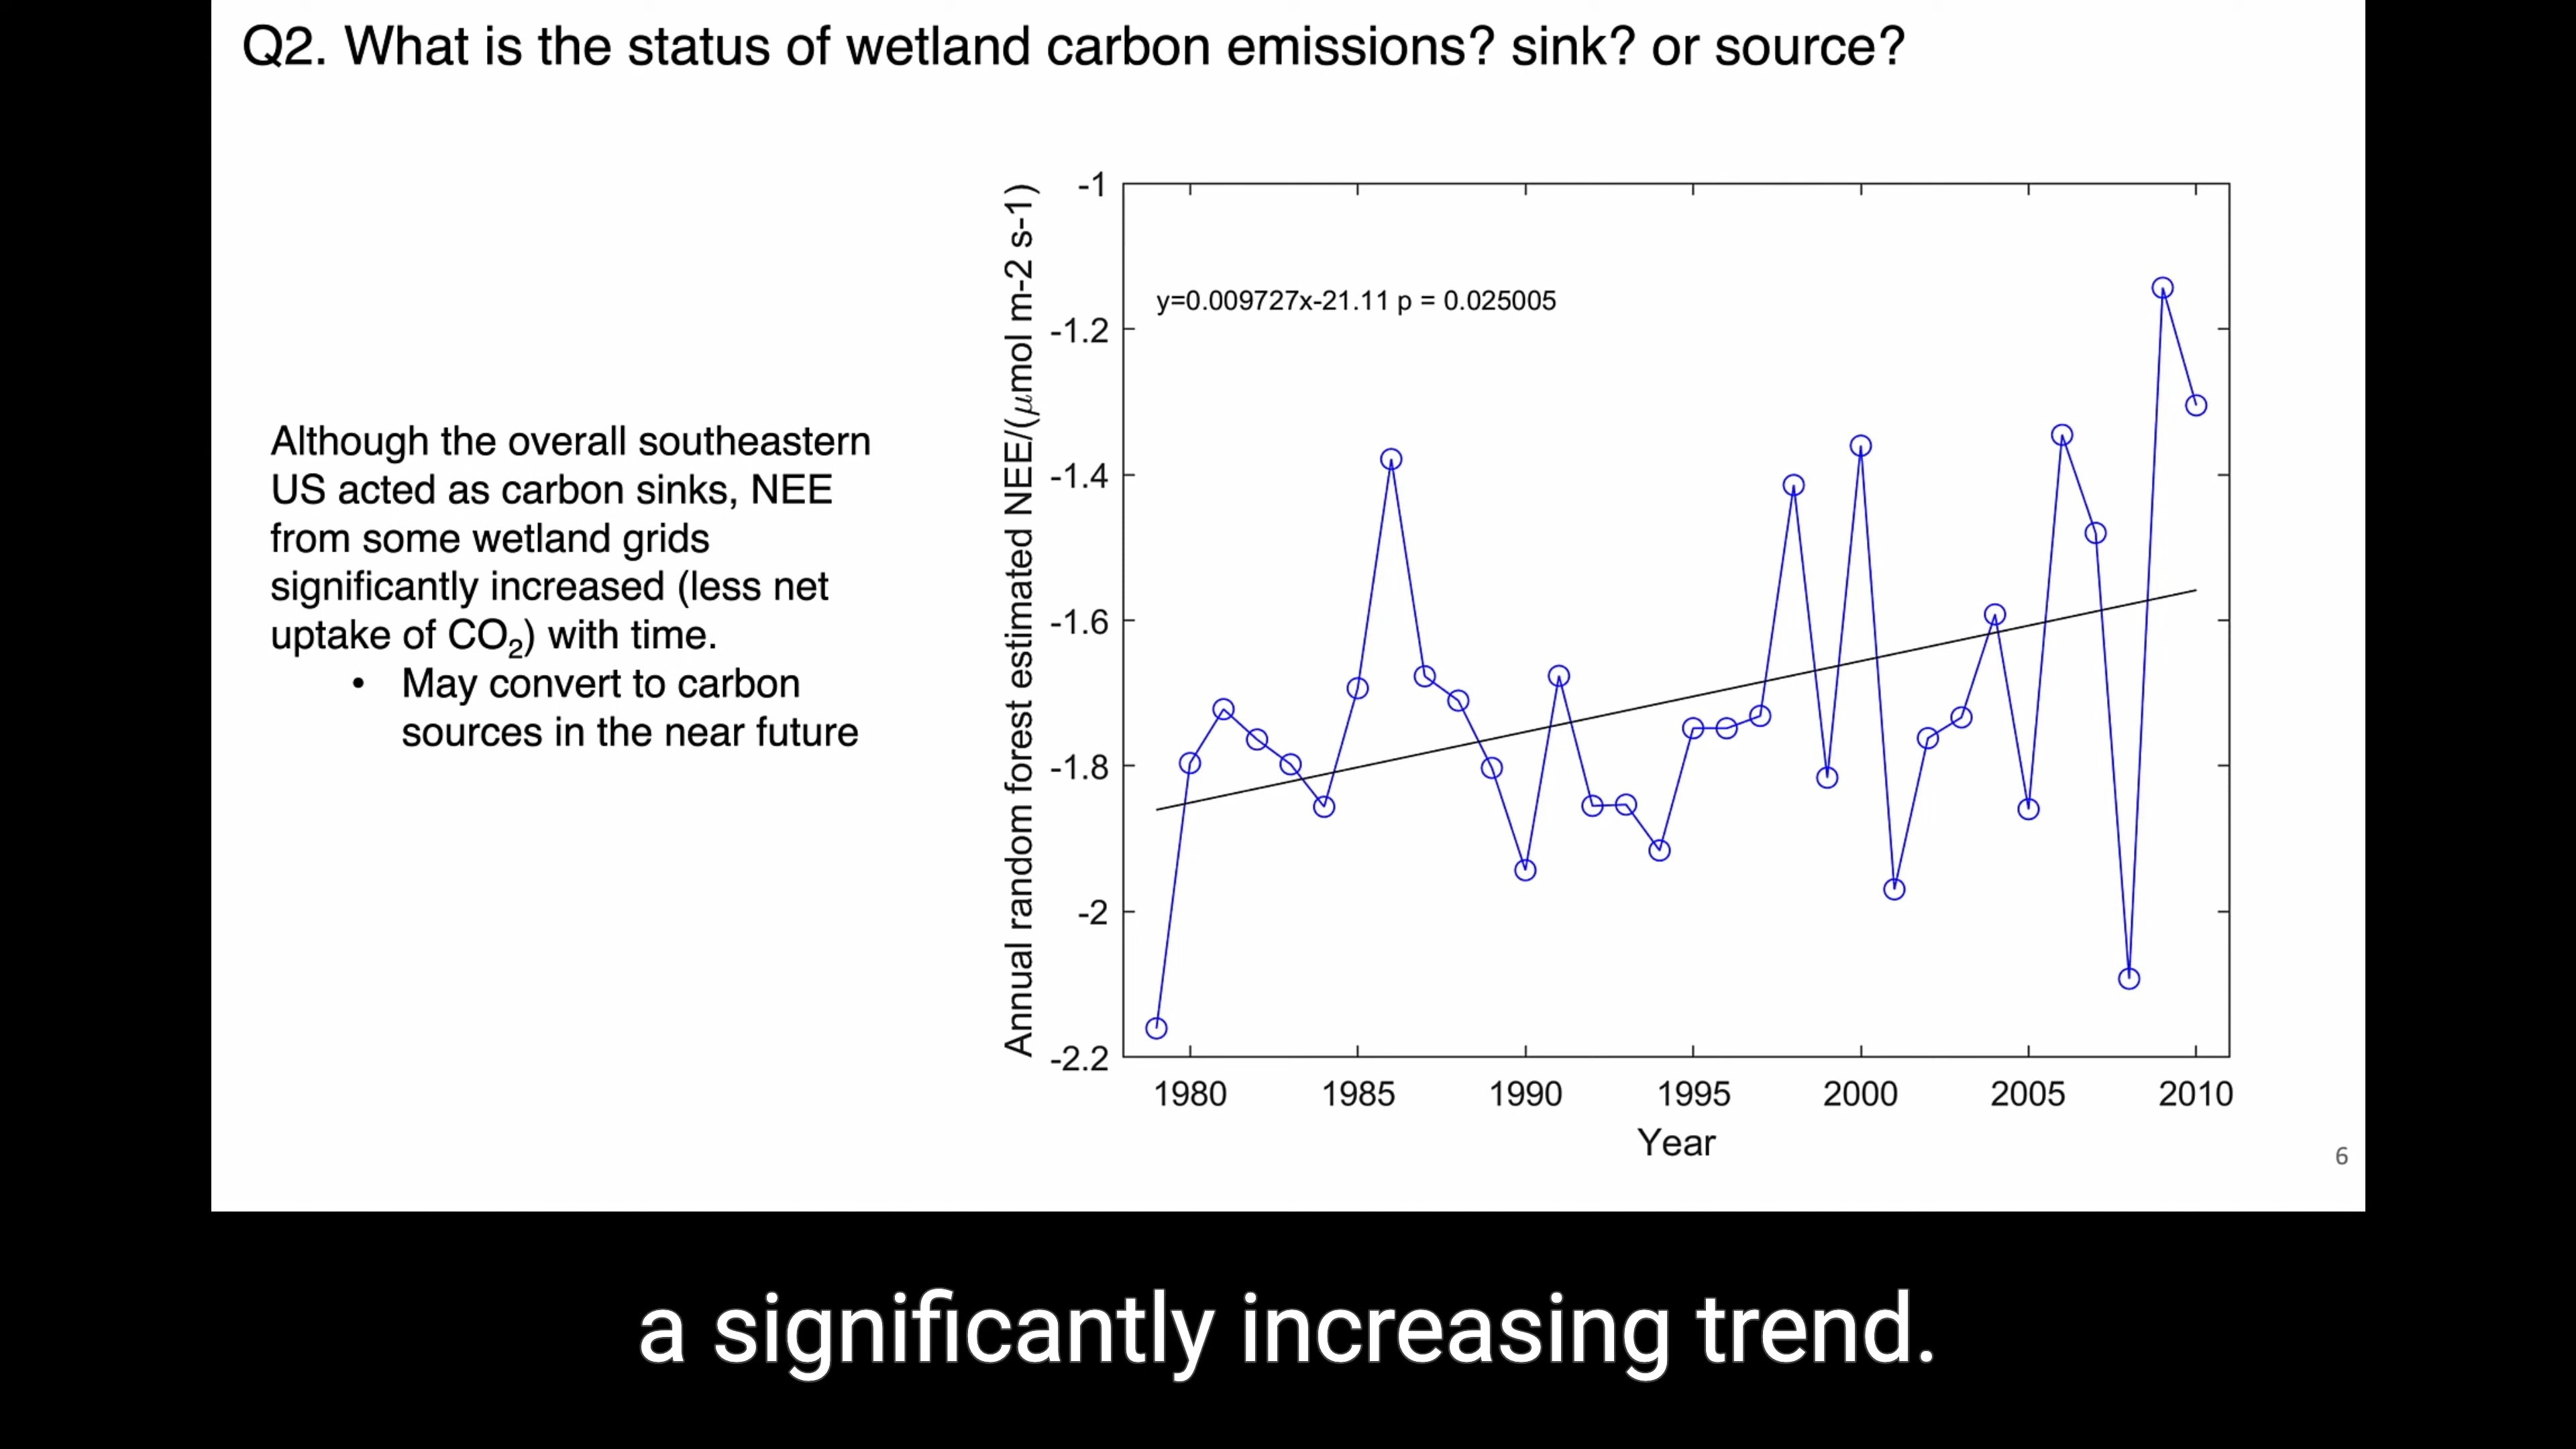 Q2. What is the status of wetland carbon emissions? sink? or source?
Although the overall southeastern
US acted as carbon sinks, NEE
from some wetland grids
significantly increased (less net
uptake of CO₂) with time.
• May convert to carbon
sources in the near future
Annual random forest estimated NEE/(μmol m-2 s-1)
-1
-1.2
-1.4
-1.6
-1.8
-2
-2.2
y=0.009727x-21.11 p = 0.025005
1980 1985 1990 1995 2000 2005 2010
Year
6
a significantly increasing trend.